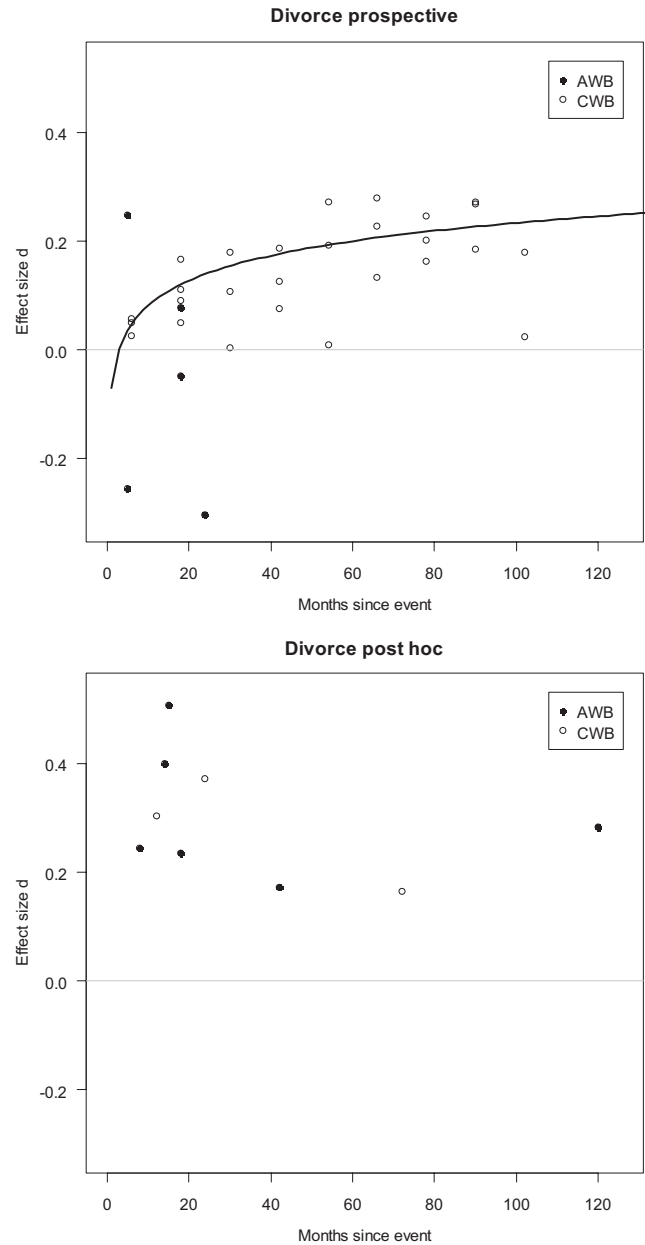 Divorce prospective
AWB
CWB
0.4
0.2
0.0
-0.2
Effect size d
0 20 40 60 80 100 120
Months since event
Divorce post hoc
AWB
CWB
0.4
0.2
0.0
-0.2
Effect size d
0 20 40 60 80 100 120
Months since event